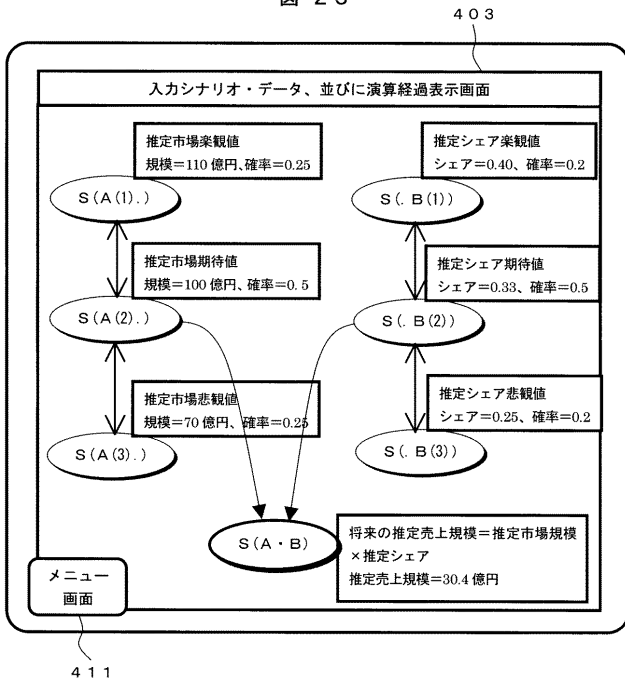 403
入力シナリオ・データ、並びに演算経過表示画面
推定市場楽観値
規模＝110 億円、確率＝0.25
S(A(1).)
推定シェア楽観値
シェア＝0.40、確率＝0.2
S(. B(1))
推定市場期待値
規模＝100 億円、確率＝0.5
S(A(2).)
推定シェア期待値
シェア＝0.33、確率＝0.5
S(. B(2))
推定市場悲観値
規模＝70 億円、確率＝0.25
S(A(3).)
推定シェア悲観値
シェア＝0.25、確率＝0.2
S(. B(3))
S(A・B)
将来の推定売上規模＝推定市場規模
×推定シェア
推定売上規模＝30.4 億円
メニュー
画面
411